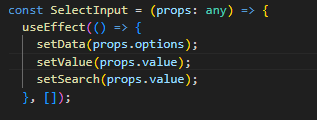 const SelectInput = (props: any) => {
useEffect(() => {
setData(props.options);
setValue(props.value);
setSearch(props.value);
}, []);